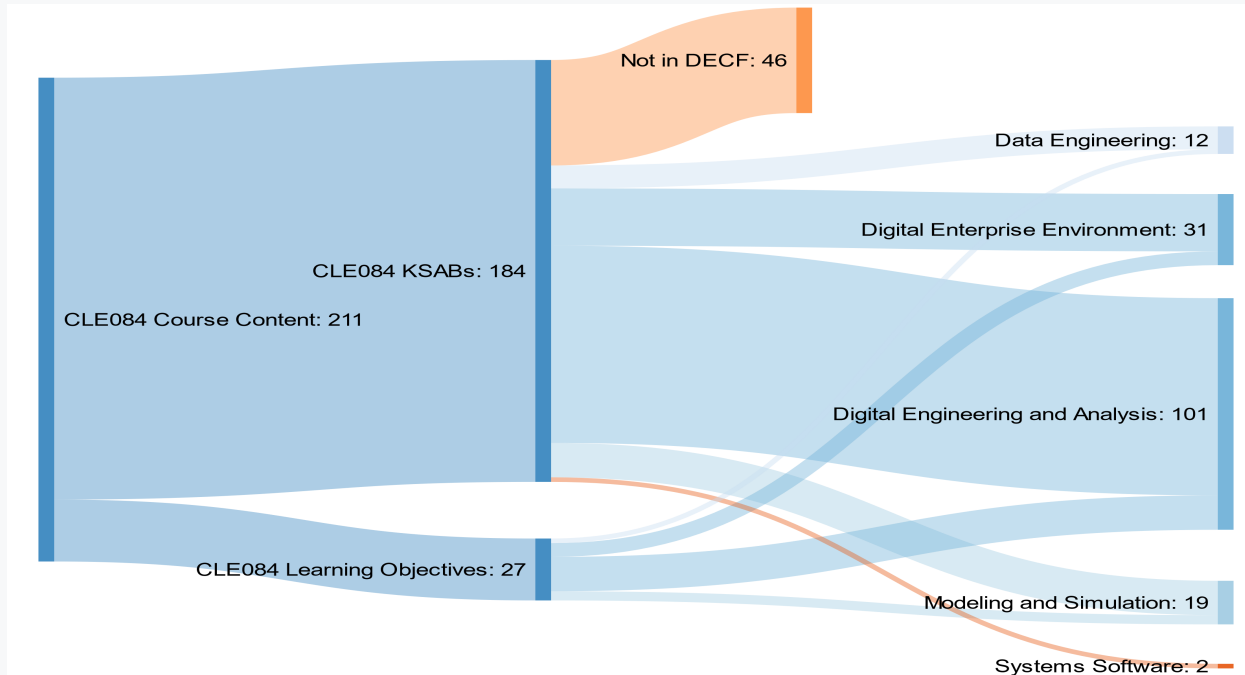 Not in DECF: 46
Data Engineering: 12
Digital Enterprise Environment: 31
CLE084 KSABs: 184
CLE084 Course Content: 211
Digital Engineering and Analysis: 101
CLE084 Learning Objectives: 27
Modeling and Simulation: 19
Systems Software: 2